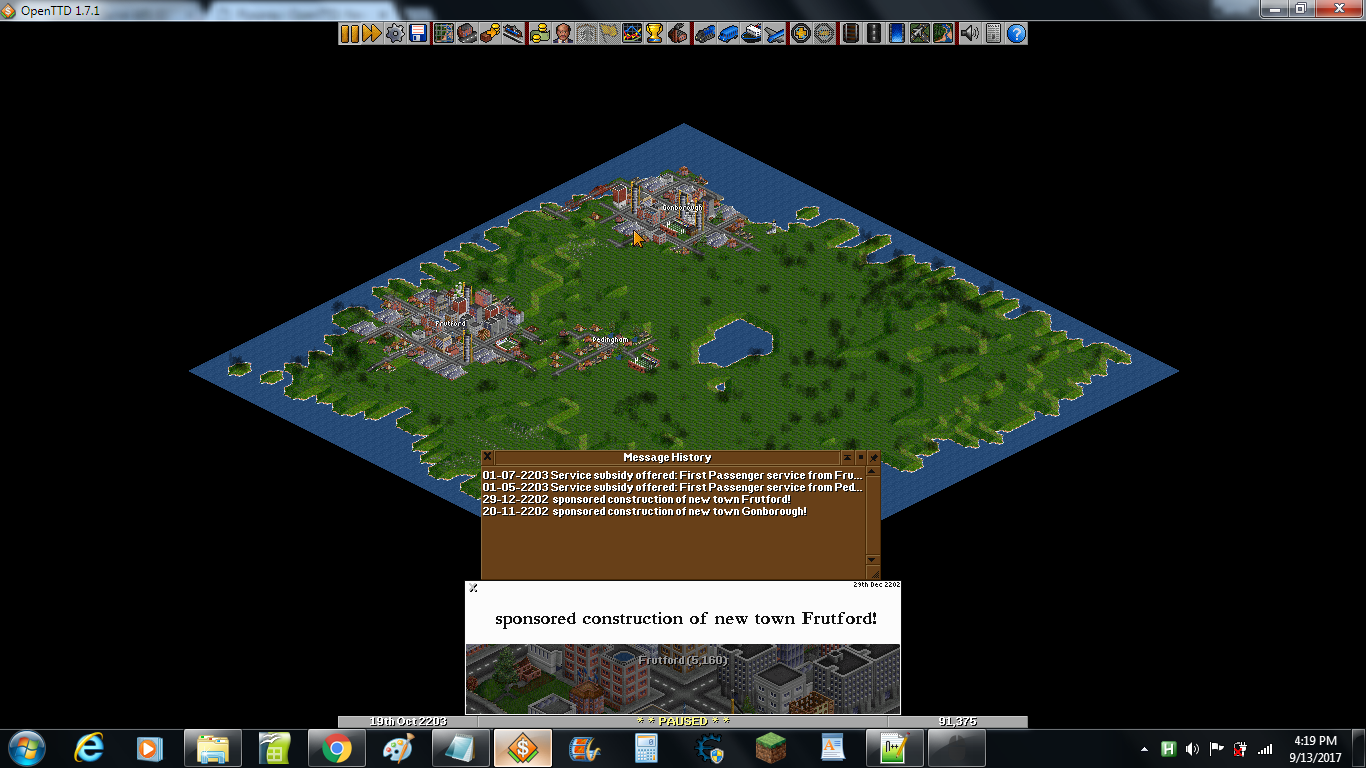 OpenTTD 1.7.1
Gonborough
Frutford
Pedingham
Message History
01-07-2203 Service subsidy offered: First Passenger service from Fru...
01-05-2203 Service subsidy offered: First Passenger service from Ped...
29-12-2202 sponsored construction of new town Frutford!
20-11-2202 sponsored construction of new town Gonborough!
29th Dec 2202
sponsored construction of new town Frutford!
Frutford (5,160)
19th Oct 2203
* * PAUSED * *
91,375
4:19 PM
9/13/2017